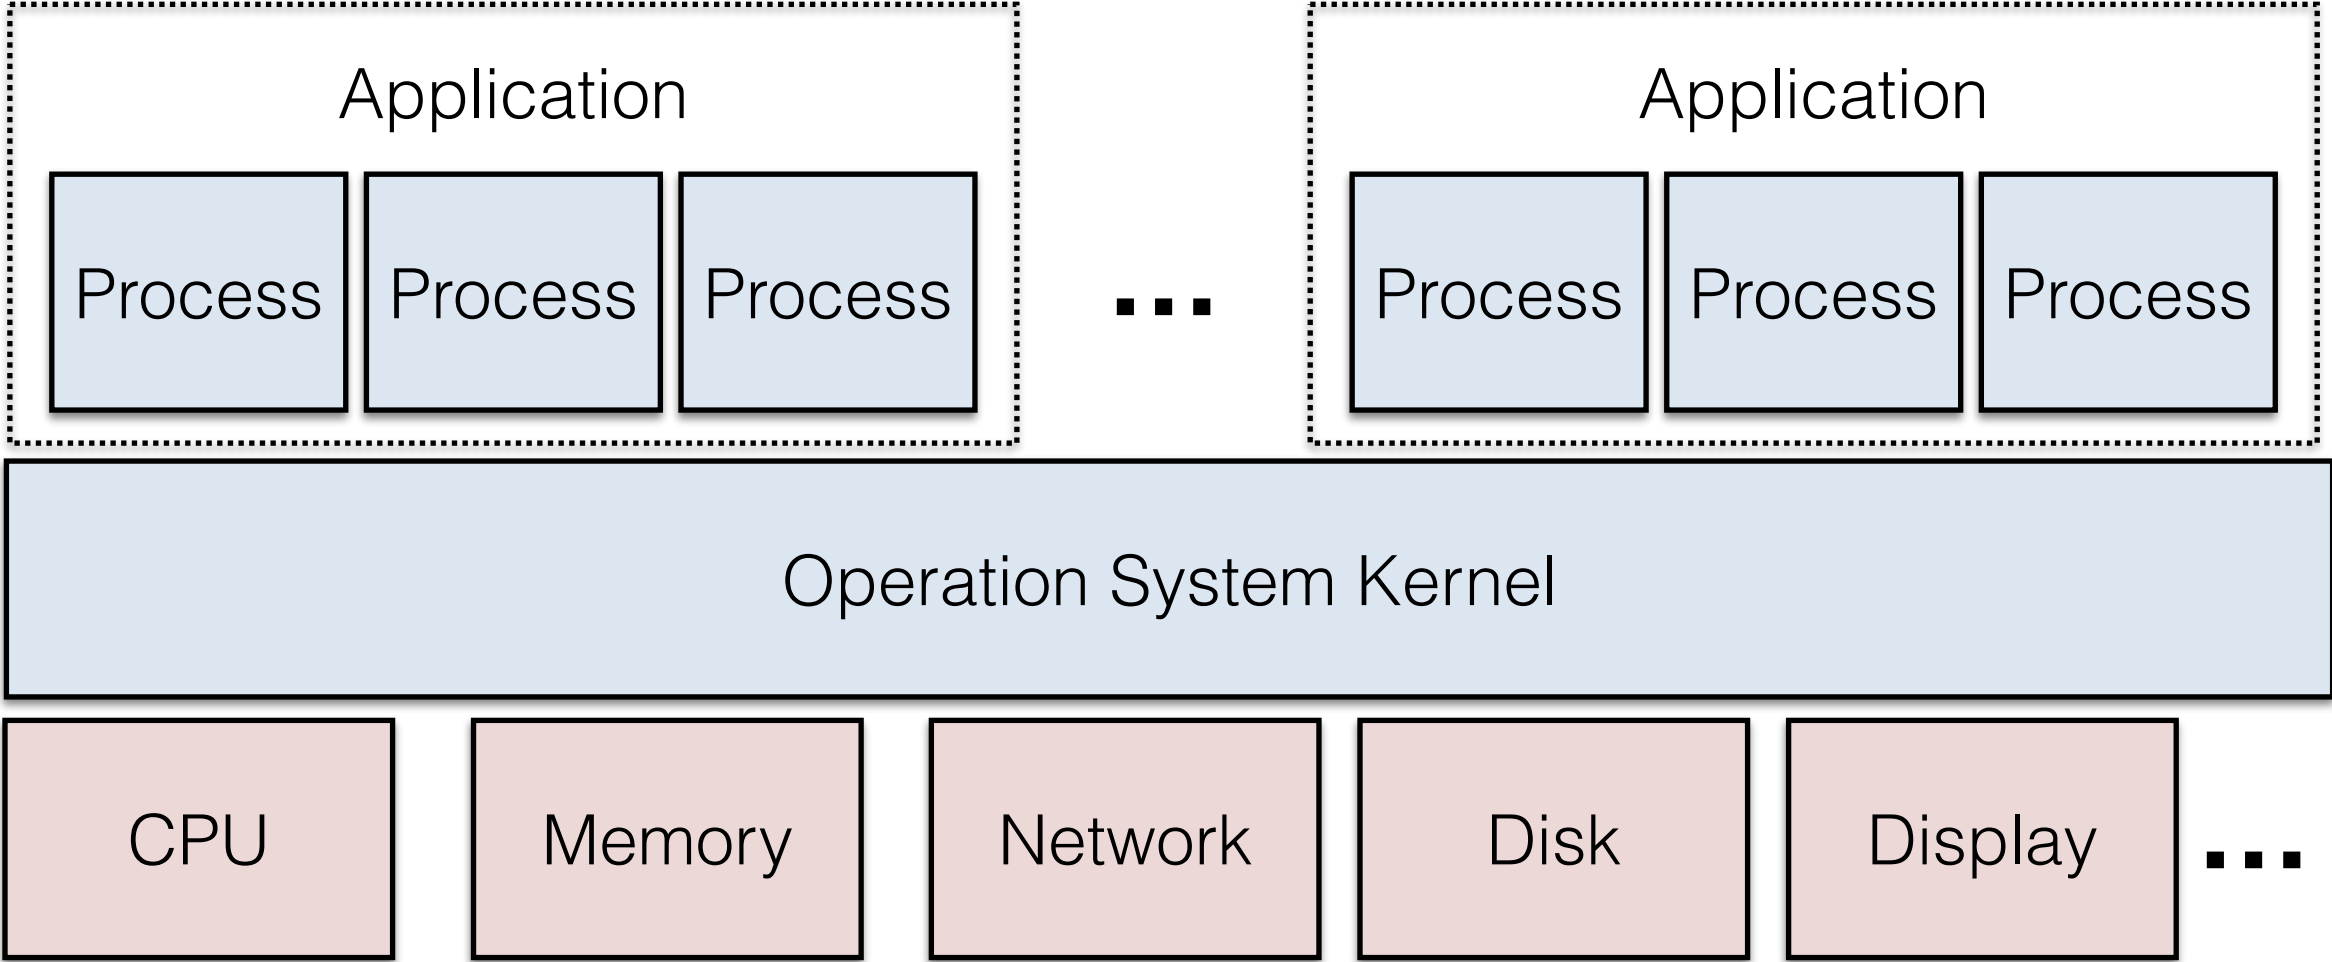 Application
Application
Process Process Process ... Process Process Process
Operation System Kernel
CPU Memory Network Disk Display ...